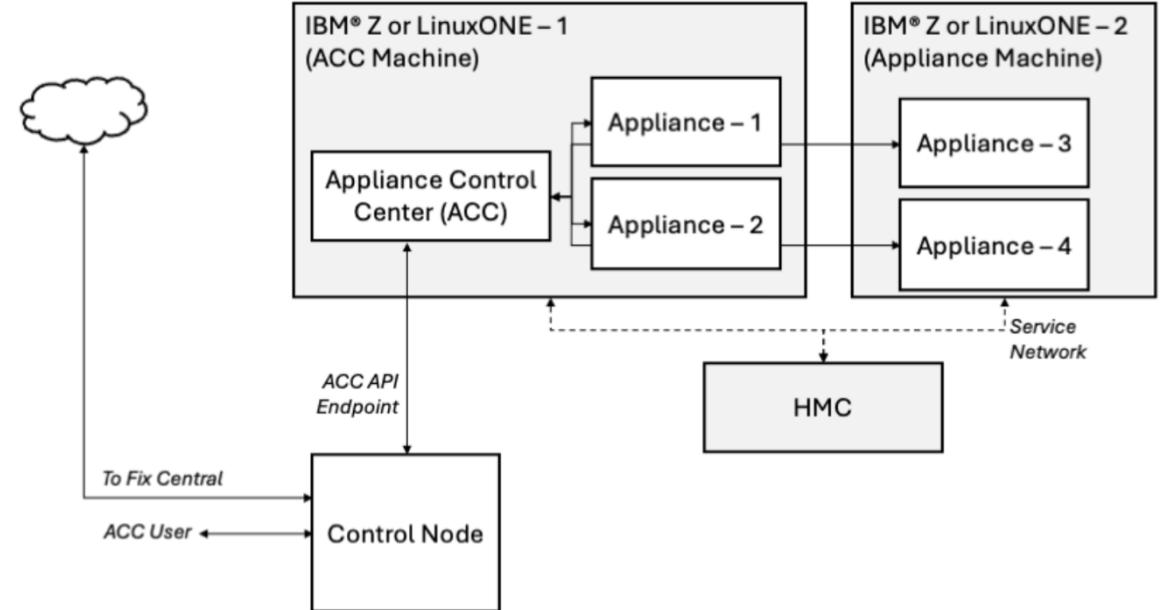 IBM® Z or LinuxONE – 1
(ACC Machine)
IBM® Z or LinuxONE – 2
(Appliance Machine)
Appliance – 1
Appliance – 3
Appliance Control
Center (ACC)
Appliance – 2
Appliance – 4
Service
Network
ACC API
Endpoint
HMC
To Fix Central
ACC User
Control Node